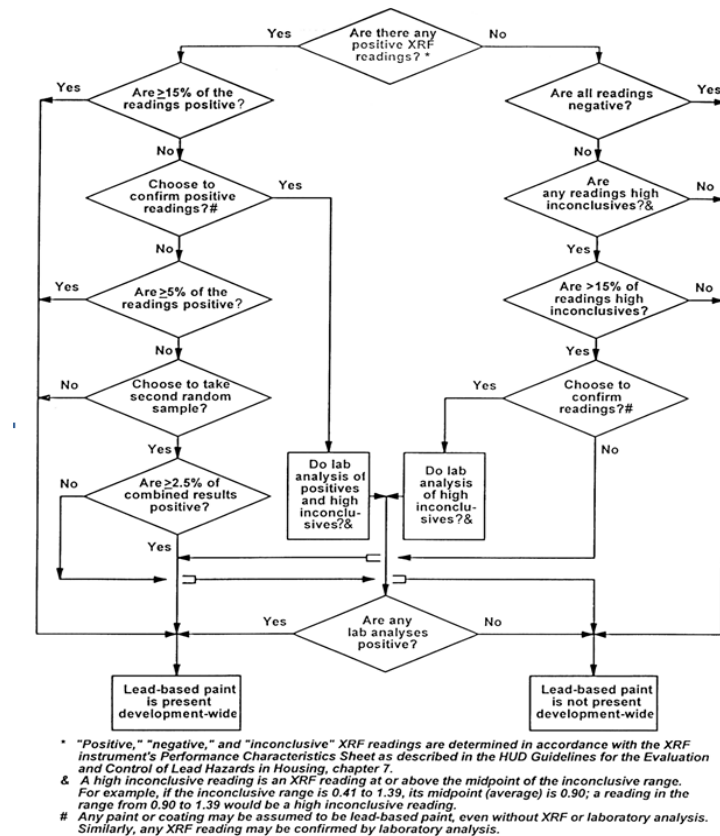 Are there any
positive XRF
readings? *
Yes
No
Are ≥15% of the
readings positive?
Yes
No
Are all readings
negative?
Yes
No
Choose to
confirm positive
readings?#
Yes
No
Are
any readings high
inconclusives?&
No
Yes
Are ≥5% of the
readings positive?
Yes
No
Are >15% of
readings high
inconclusives?
No
Yes
Choose to take
second random
sample?
No
Yes
Choose to
confirm
readings?#
Yes
No
Are ≥2.5% of
combined results
positive?
No
Yes
Do lab
analysis of
positives
and high
inconclu-
sives?&
Do lab
analysis
of high
inconclu-
sives?&
Are any
lab analyses
positive?
Yes
No
Lead-based paint
is present
development-wide
Lead-based paint
is not present
development-wide
* "Positive," "negative," and "inconclusive" XRF readings are determined in accordance with the XRF
instrument's Performance Characteristics Sheet as described in the HUD Guidelines for the Evaluation
and Control of Lead Hazards in Housing, chapter 7.
& A high inconclusive reading is an XRF reading at or above the midpoint of the inconclusive range.
For example, if the inconclusive range is 0.41 to 1.39, its midpoint (average) is 0.90; a reading in
the range from 0.90 to 1.39 would be a high inconclusive reading.
# Any paint or coating may be assumed to be lead-based paint, even without XRF or laboratory analysis.
Similarly, any XRF reading may be confirmed by laboratory analysis.